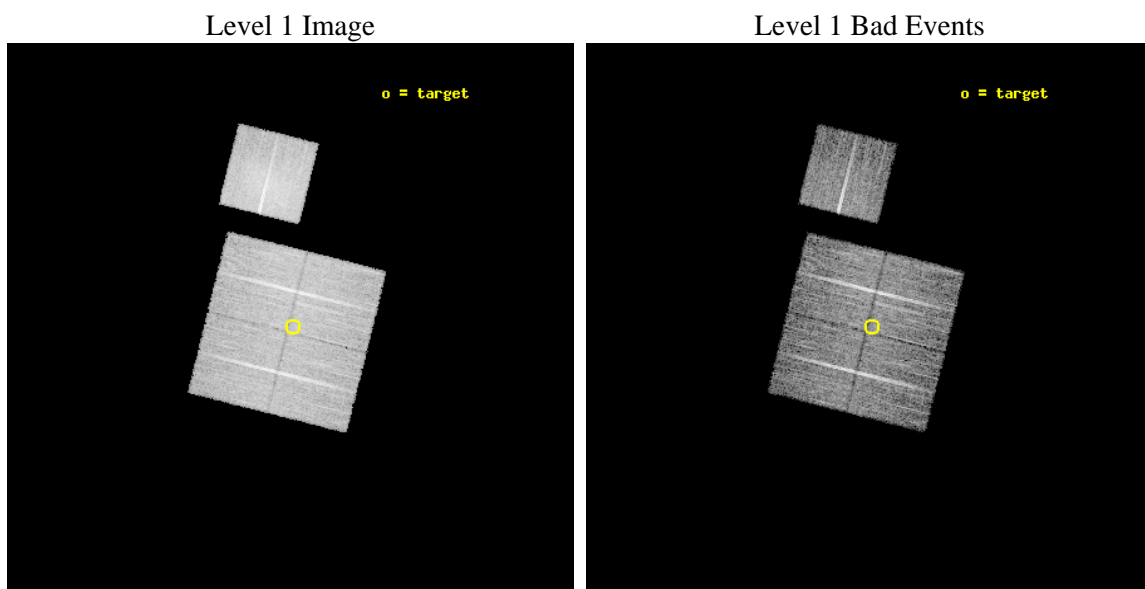 Level 1 Image
Level 1 Bad Events
o = target
o = target